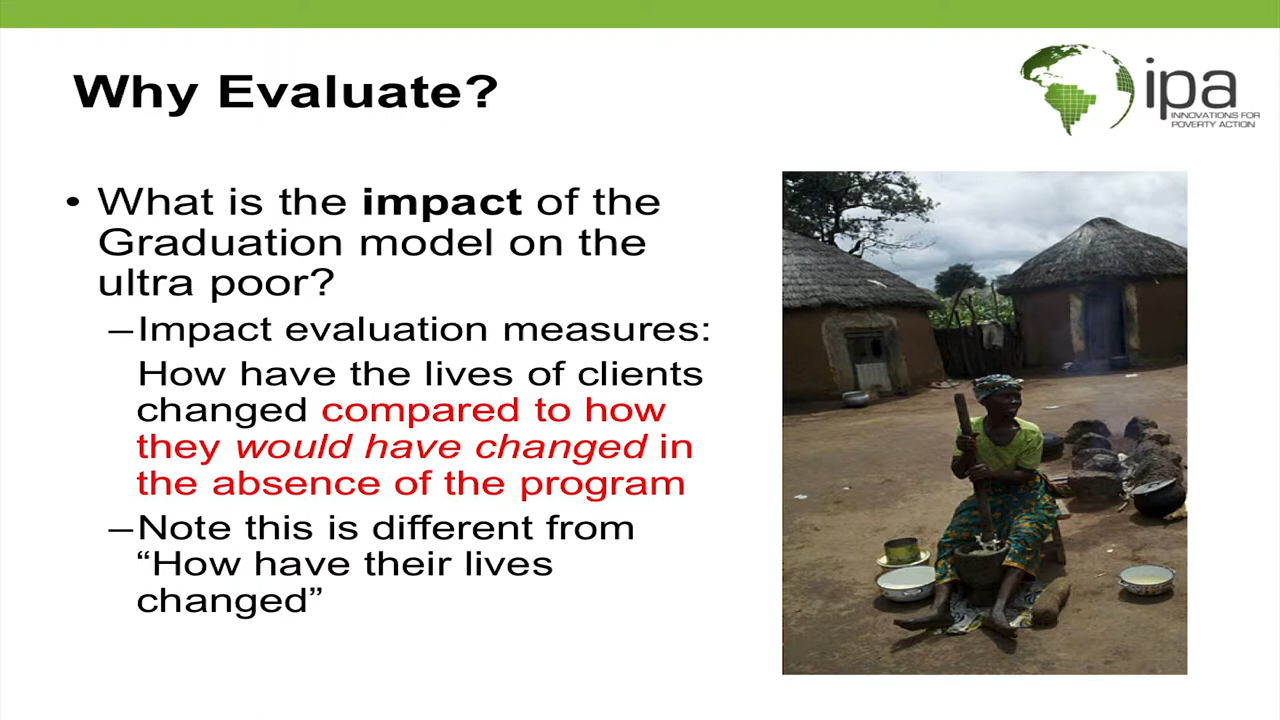 Why Evaluate?
ipa
INNOVATIONS FOR
POVERTY ACTION
• What is the impact of the
Graduation model on the
ultra poor?
–Impact evaluation measures:
How have the lives of clients
changed compared to how
they would have changed in
the absence of the program
–Note this is different from
“How have their lives
changed”